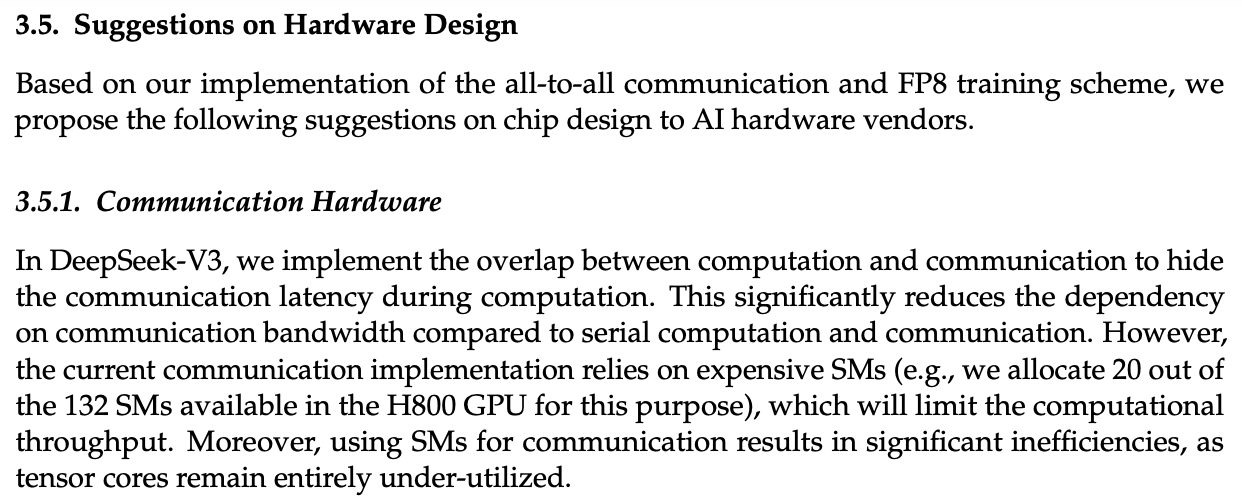 3.5. Suggestions on Hardware Design
Based on our implementation of the all-to-all communication and FP8 training scheme, we
propose the following suggestions on chip design to AI hardware vendors.
3.5.1. Communication Hardware
In DeepSeek-V3, we implement the overlap between computation and communication to hide
the communication latency during computation. This significantly reduces the dependency
on communication bandwidth compared to serial computation and communication. However,
the current communication implementation relies on expensive SMs (e.g., we allocate 20 out of
the 132 SMs available in the H800 GPU for this purpose), which will limit the computational
throughput. Moreover, using SMs for communication results in significant inefficiencies, as
tensor cores remain entirely under-utilized.